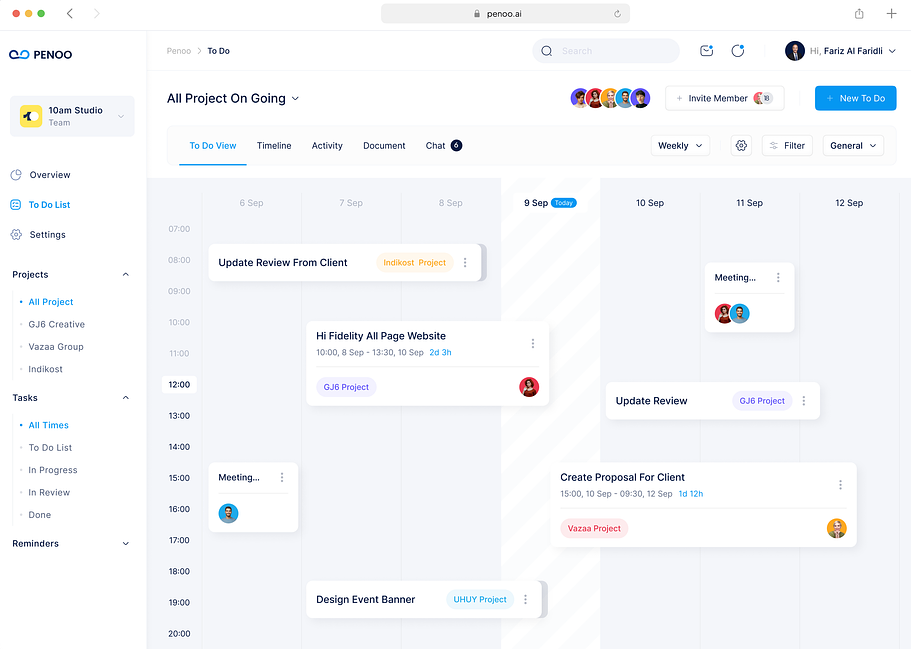 penoo.ai
PENOO
Penoo > To Do
Search
Hi, Fariz Al Faridli
10am Studio
Team
All Project On Going
Invite Member
18
+ New To Do
To Do View
Timeline
Activity
Document
Chat 6
Weekly
Filter
General
Overview
To Do List
Settings
Projects
All Project
GJ6 Creative
Vazaa Group
Indikost
Tasks
All Times
To Do List
In Progress
In Review
Done
Reminders
6 Sep
7 Sep
8 Sep
9 Sep Today
10 Sep
11 Sep
12 Sep
07:00
08:00
09:00
10:00
11:00
12:00
13:00
14:00
15:00
16:00
17:00
18:00
19:00
20:00
Update Review From Client
Indikost Project
Meeting...
Hi Fidelity All Page Website
10:00, 8 Sep - 13:30, 10 Sep 2d 3h
GJ6 Project
Update Review
GJ6 Project
Meeting...
Create Proposal For Client
15:00, 10 Sep - 09:30, 12 Sep 1d 12h
Vazaa Project
Design Event Banner
UHUY Project